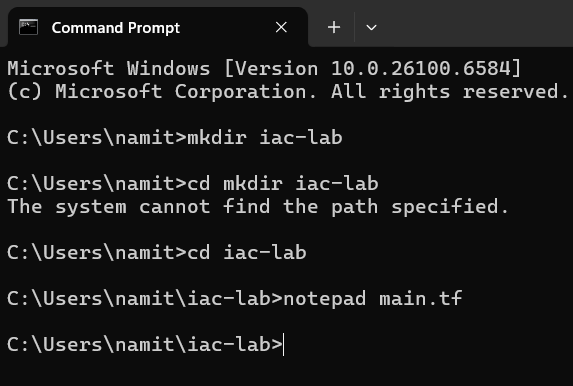 Command Prompt
Microsoft Windows [Version 10.0.26100.6584]
(c) Microsoft Corporation. All rights reserved.
C:\Users\namit>mkdir iac-lab
C:\Users\namit>cd mkdir iac-lab
The system cannot find the path specified.
C:\Users\namit>cd iac-lab
C:\Users\namit\iac-lab>notepad main.tf
C:\Users\namit\iac-lab>